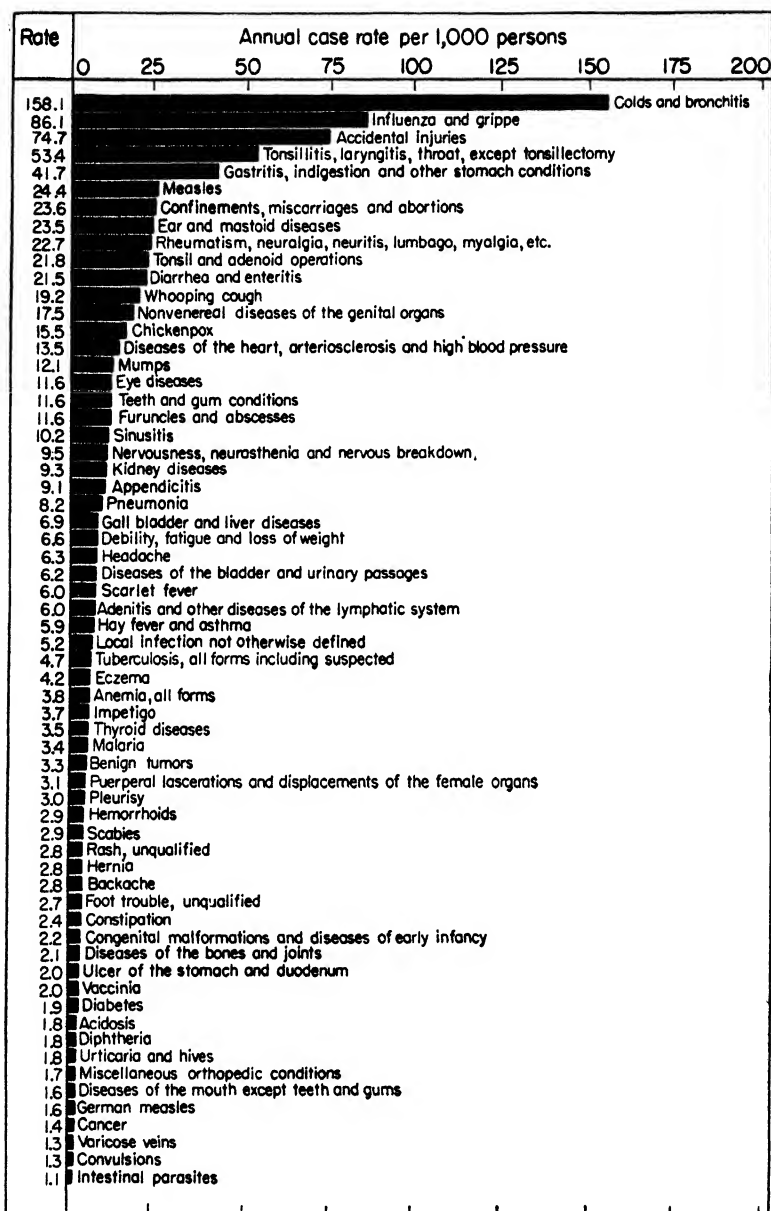 Rate Annual case rate per 1,000 persons
0 25 50 75 100 125 150 175 200
158.1 Colds and bronchitis
86.1 Influenza and grippe
74.7 Accidental injuries
53.4 Tonsillitis, laryngitis, throat, except tonsillectomy
41.7 Gastritis, indigestion and other stomach conditions
24.4 Measles
23.6 Confinements, miscarriages and abortions
23.5 Ear and mastoid diseases
22.7 Rheumatism, neuralgia, neuritis, lumbago, myalgia, etc.
21.8 Tonsil and adenoid operations
21.5 Diarrhea and enteritis
19.2 Whooping cough
17.5 Nonvenereal diseases of the genital organs
15.5 Chickenpox
13.5 Diseases of the heart, arteriosclerosis and high blood pressure
12.1 Mumps
11.6 Eye diseases
11.6 Teeth and gum conditions
11.6 Furuncles and abscesses
10.2 Sinusitis
9.5 Nervousness, neurasthenia and nervous breakdown.
9.3 Kidney diseases
9.1 Appendicitis
8.2 Pneumonia
6.9 Gall bladder and liver diseases
6.6 Debility, fatigue and loss of weight
6.3 Headache
6.2 Diseases of the bladder and urinary passages
6.0 Scarlet fever
6.0 Adenitis and other diseases of the lymphatic system
5.9 Hay fever and asthma
5.2 Local infection not otherwise defined
4.7 Tuberculosis, all forms including suspected
4.2 Eczema
3.8 Anemia, all forms
3.7 Impetigo
3.5 Thyroid diseases
3.4 Malaria
3.3 Benign tumors
3.1 Puerperal lascerations and displacements of the female organs
3.0 Pleurisy
2.9 Hemorrhoids
2.9 Scabies
2.8 Rash, unqualified
2.8 Hernia
2.8 Backache
2.7 Foot trouble, unqualified
2.4 Constipation
2.2 Congenital malformations and diseases of early infancy
2.1 Diseases of the bones and joints
2.0 Ulcer of the stomach and duodenum
2.0 Vaccinia
1.9 Diabetes
1.8 Acidosis
1.8 Diphtheria
1.8 Urticaria and hives
1.7 Miscellaneous orthopedic conditions
1.6 Diseases of the mouth except teeth and gums
1.6 German measles
1.4 Cancer
1.3 Varicose veins
1.3 Convulsions
1.1 Intestinal parasites